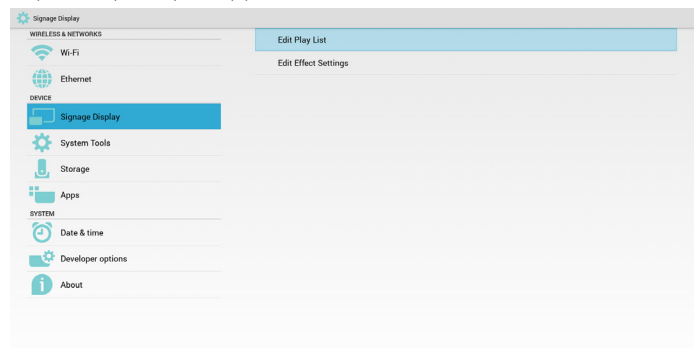 Signage Display
WIRELESS & NETWORKS
Wi-Fi
Ethernet
DEVICE
Signage Display
System Tools
Storage
Apps
SYSTEM
Date & time
Developer options
About
Edit Play List
Edit Effect Settings